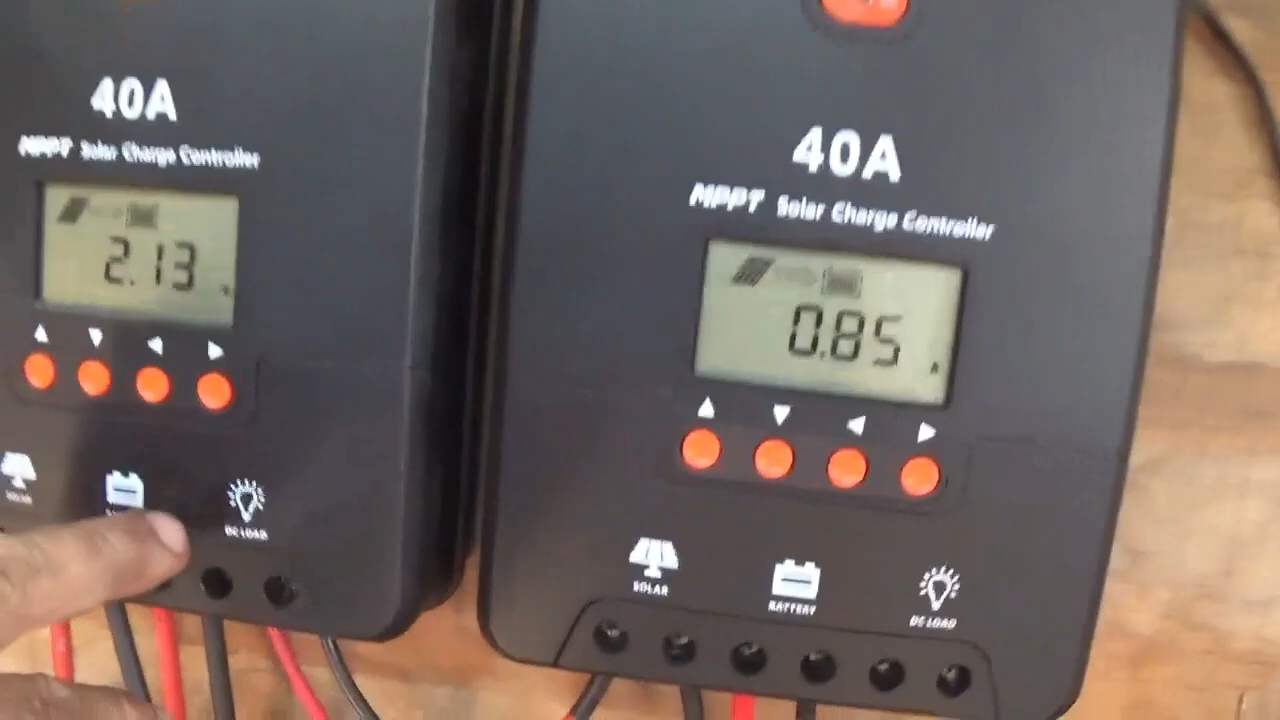 40A
MPPT Solar Charge Controller
2.13
SOLAR
DC LOAD
40A
MPPT Solar Charge Controller
0.85
A
SOLAR
BATTERY
DC LOAD